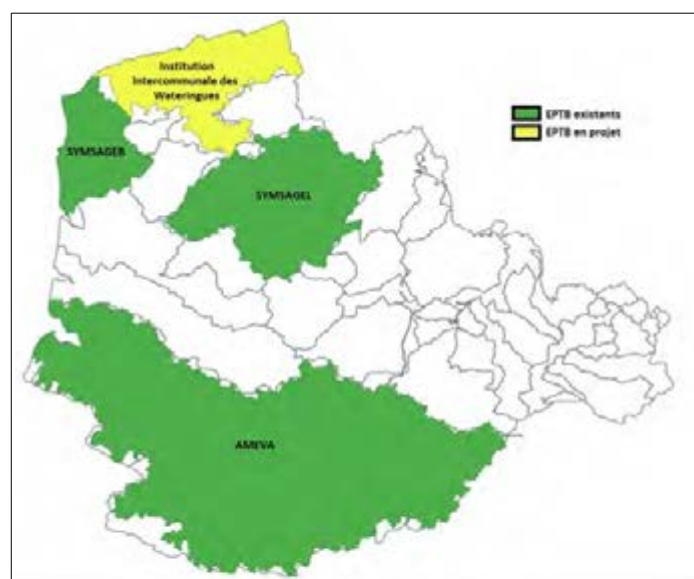 Institution
Intercommunale des
Wateringues
EPTB existants
EPTB en projet
SYMSAGEB
SYMSAGEL
AMEVA